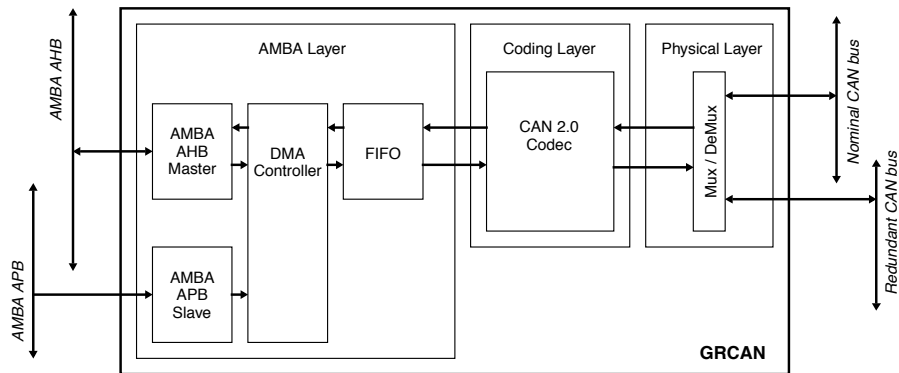 AMBA Layer
Coding Layer
Physical Layer
AMBA AHB
AMBA
AHB
Master
DMA
Controller
FIFO
CAN 2.0
Codec
Mux / DeMux
Nominal CAN bus
Redundant CAN bus
AMBA APB
AMBA
APB
Slave
GRCAN